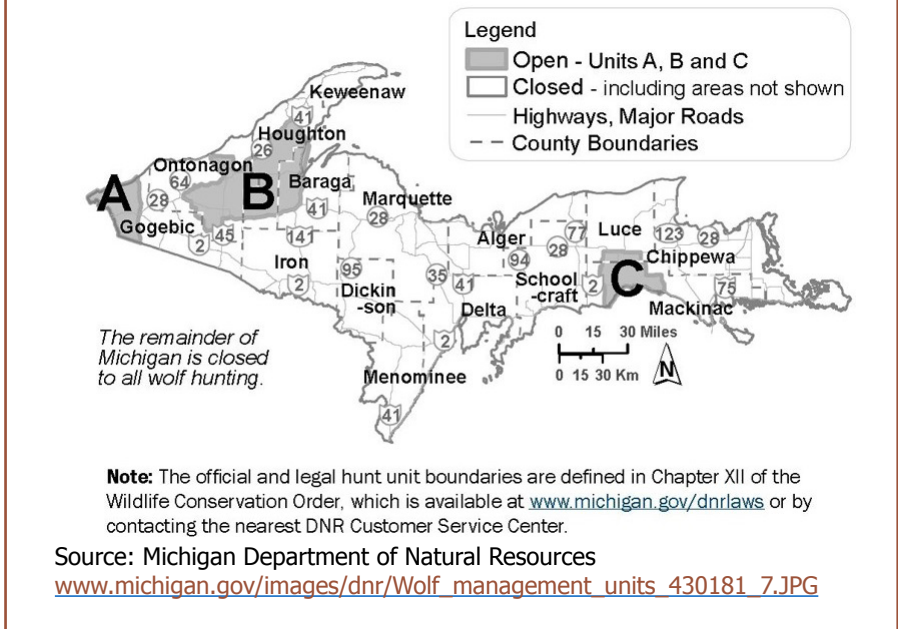 Legend
Open - Units A, B and C
Closed - including areas not shown
Highways, Major Roads
County Boundaries
Keweenaw
41
Houghton
26
Ontonagon
64
A
B
Baraga
28
41
Marquette
28
Gogebic
2
45
141
Alger
77
Luce
123
28
94
28
Chippewa
Iron
95
35
41
School
-craft
2
C
75
2
Dickin
-son
Delta
Mackinac
The remainder of
Michigan is closed
to all wolf hunting.
0 15 30 Miles
2
0 15 30 Km
N
Menominee
41
Note: The official and legal hunt unit boundaries are defined in Chapter XII of the
Wildlife Conservation Order, which is available at www.michigan.gov/dnrlaws or by
contacting the nearest DNR Customer Service Center.
Source: Michigan Department of Natural Resources
www.michigan.gov/images/dnr/Wolf_management_units_430181_7.JPG